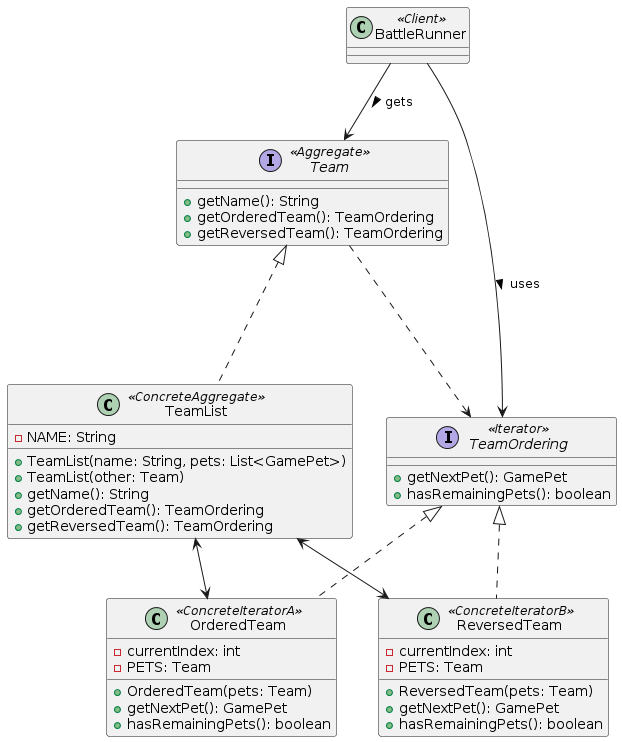 «Client»
C BattleRunner
gets
«Aggregate»
I Team
getName(): String
getOrderedTeam(): TeamOrdering
getReversedTeam(): TeamOrdering
uses
«ConcreteAggregate»
C TeamList
NAME: String
TeamList(name: String, pets: List<GamePet>)
TeamList(other: Team)
getName(): String
getOrderedTeam(): TeamOrdering
getReversedTeam(): TeamOrdering
«Iterator»
I TeamOrdering
getNextPet(): GamePet
hasRemainingPets(): boolean
«ConcreteIteratorA»
C OrderedTeam
currentIndex: int
PETS: Team
OrderedTeam(pets: Team)
getNextPet(): GamePet
hasRemainingPets(): boolean
«ConcreteIteratorB»
C ReversedTeam
currentIndex: int
PETS: Team
ReversedTeam(pets: Team)
getNextPet(): GamePet
hasRemainingPets(): boolean